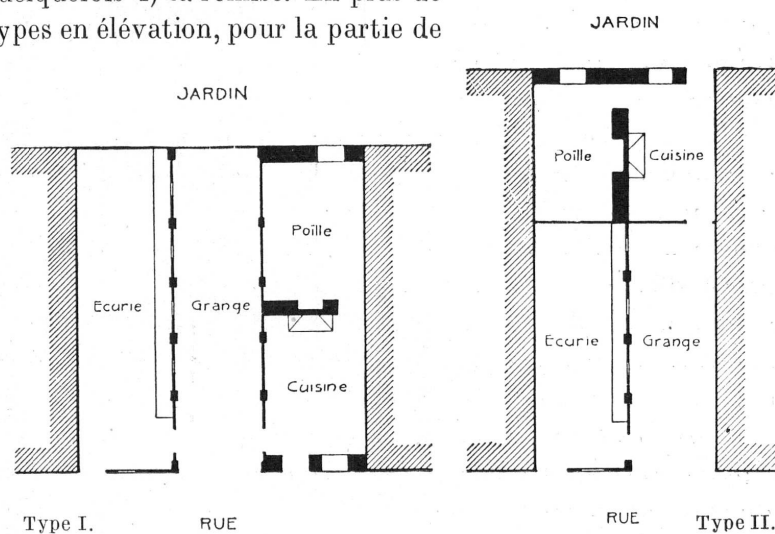 ypes en élévation, pour la partie de
JARDIN
Poille
Ecurie
Grange
Cuisine
Type I.
RUE
JARDIN
Poille
Cuisine
Ecurie
Grange
RUE
Type II.